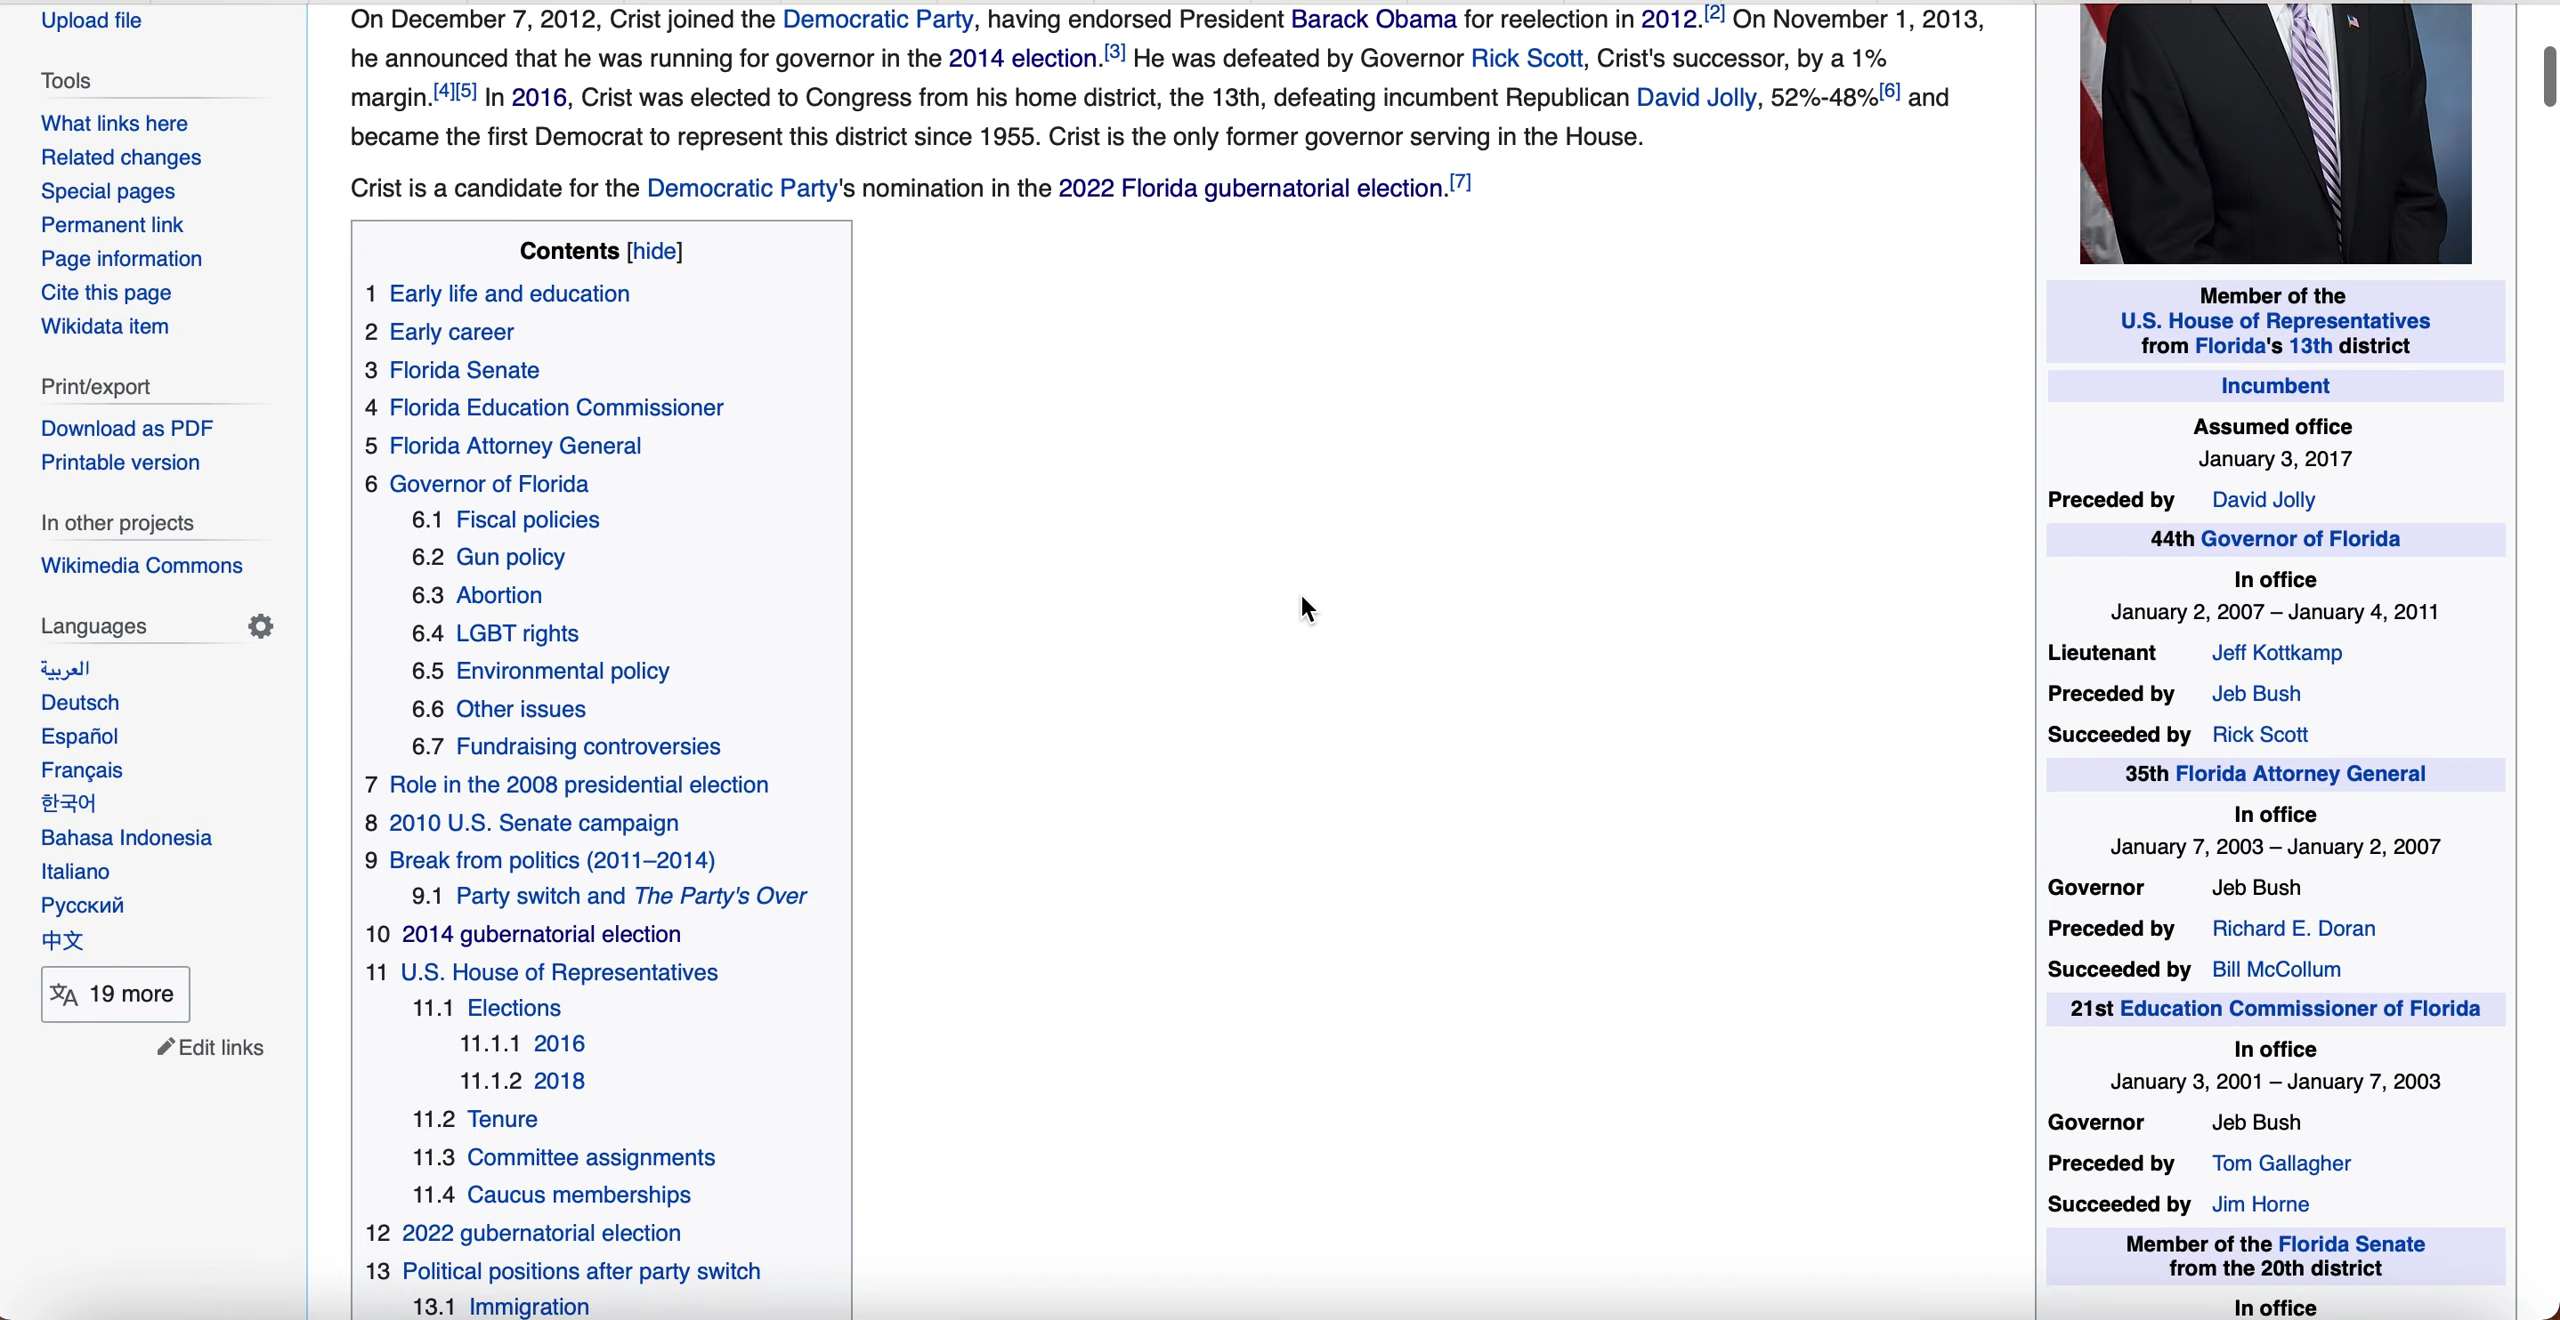 Upload file
Tools
What links here
Related changes
Special pages
Permanent link
Page information
Cite this page
Wikidata item
Print/export
Download as PDF
Printable version
In other projects
Wikimedia Commons
Languages
العربية
Deutsch
Español
Français
한국어
Bahasa Indonesia
Italiano
Русский
中文
19 more
Edit links
On December 7, 2012, Crist joined the Democratic Party, having endorsed President Barack Obama for reelection in 2012.[2] On November 1, 2013,
he announced that he was running for governor in the 2014 election.[3] He was defeated by Governor Rick Scott, Crist's successor, by a 1%
margin.[4][5] In 2016, Crist was elected to Congress from his home district, the 13th, defeating incumbent Republican David Jolly, 52%-48%[6] and
became the first Democrat to represent this district since 1955. Crist is the only former governor serving in the House.
Crist is a candidate for the Democratic Party's nomination in the 2022 Florida gubernatorial election.[7]
Contents [hide]
1 Early life and education
2 Early career
3 Florida Senate
4 Florida Education Commissioner
5 Florida Attorney General
6 Governor of Florida
6.1 Fiscal policies
6.2 Gun policy
6.3 Abortion
6.4 LGBT rights
6.5 Environmental policy
6.6 Other issues
6.7 Fundraising controversies
7 Role in the 2008 presidential election
8 2010 U.S. Senate campaign
9 Break from politics (2011–2014)
9.1 Party switch and The Party's Over
10 2014 gubernatorial election
11 U.S. House of Representatives
11.1 Elections
11.1.1 2016
11.1.2 2018
11.2 Tenure
11.3 Committee assignments
11.4 Caucus memberships
12 2022 gubernatorial election
13 Political positions after party switch
13.1 Immigration
Member of the
U.S. House of Representatives
from Florida's 13th district
Incumbent
Assumed office
January 3, 2017
Preceded by David Jolly
44th Governor of Florida
In office
January 2, 2007 – January 4, 2011
Lieutenant Jeff Kottkamp
Preceded by Jeb Bush
Succeeded by Rick Scott
35th Florida Attorney General
In office
January 7, 2003 – January 2, 2007
Governor Jeb Bush
Preceded by Richard E. Doran
Succeeded by Bill McCollum
21st Education Commissioner of Florida
In office
January 3, 2001 – January 7, 2003
Governor Jeb Bush
Preceded by Tom Gallagher
Succeeded by Jim Horne
Member of the Florida Senate
from the 20th district
In office